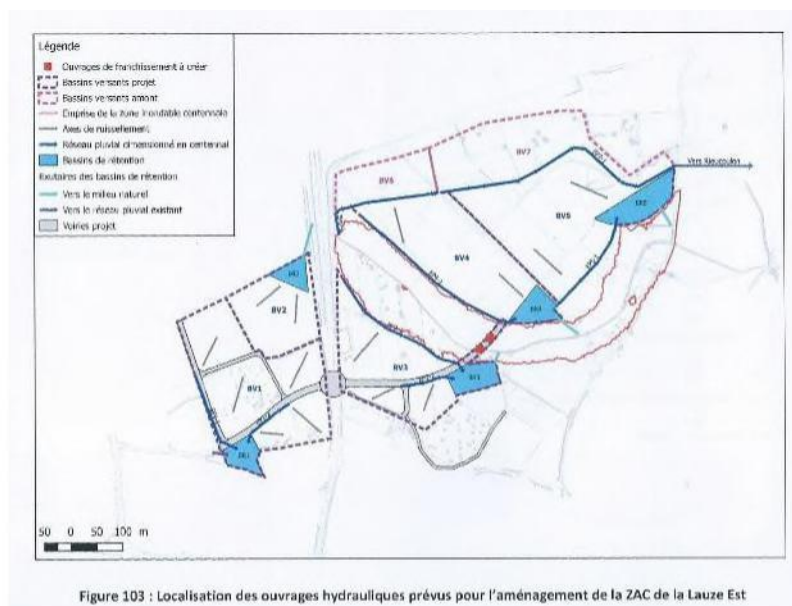 Légende
Ouvrages de franchissement à créer
Bassins versants projet
Bassins versants amont
Emprise de la zone inondable centennale
Axes de ruissellement
Réseau pluvial dimensionné en centennal
Bassins de rétention
Exutoires des bassins de rétention
Vers le milieu naturel
Vers le réseau pluvial existant
Voiries projet
BV7
BV6
Vers Rieucoulon
BV5
BV4
BV2
BV3
BV1
50 0 50 100 m
Figure 103 : Localisation des ouvrages hydrauliques prévus pour l'aménagement de la ZAC de la Lauze Est